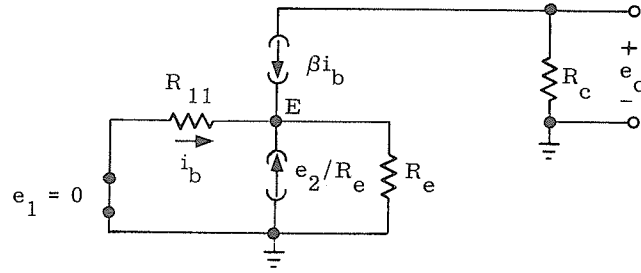 βi_b
R_c
+
e_o
−
R_11
E
i_b
e_2/R_e
R_e
e_1 = 0